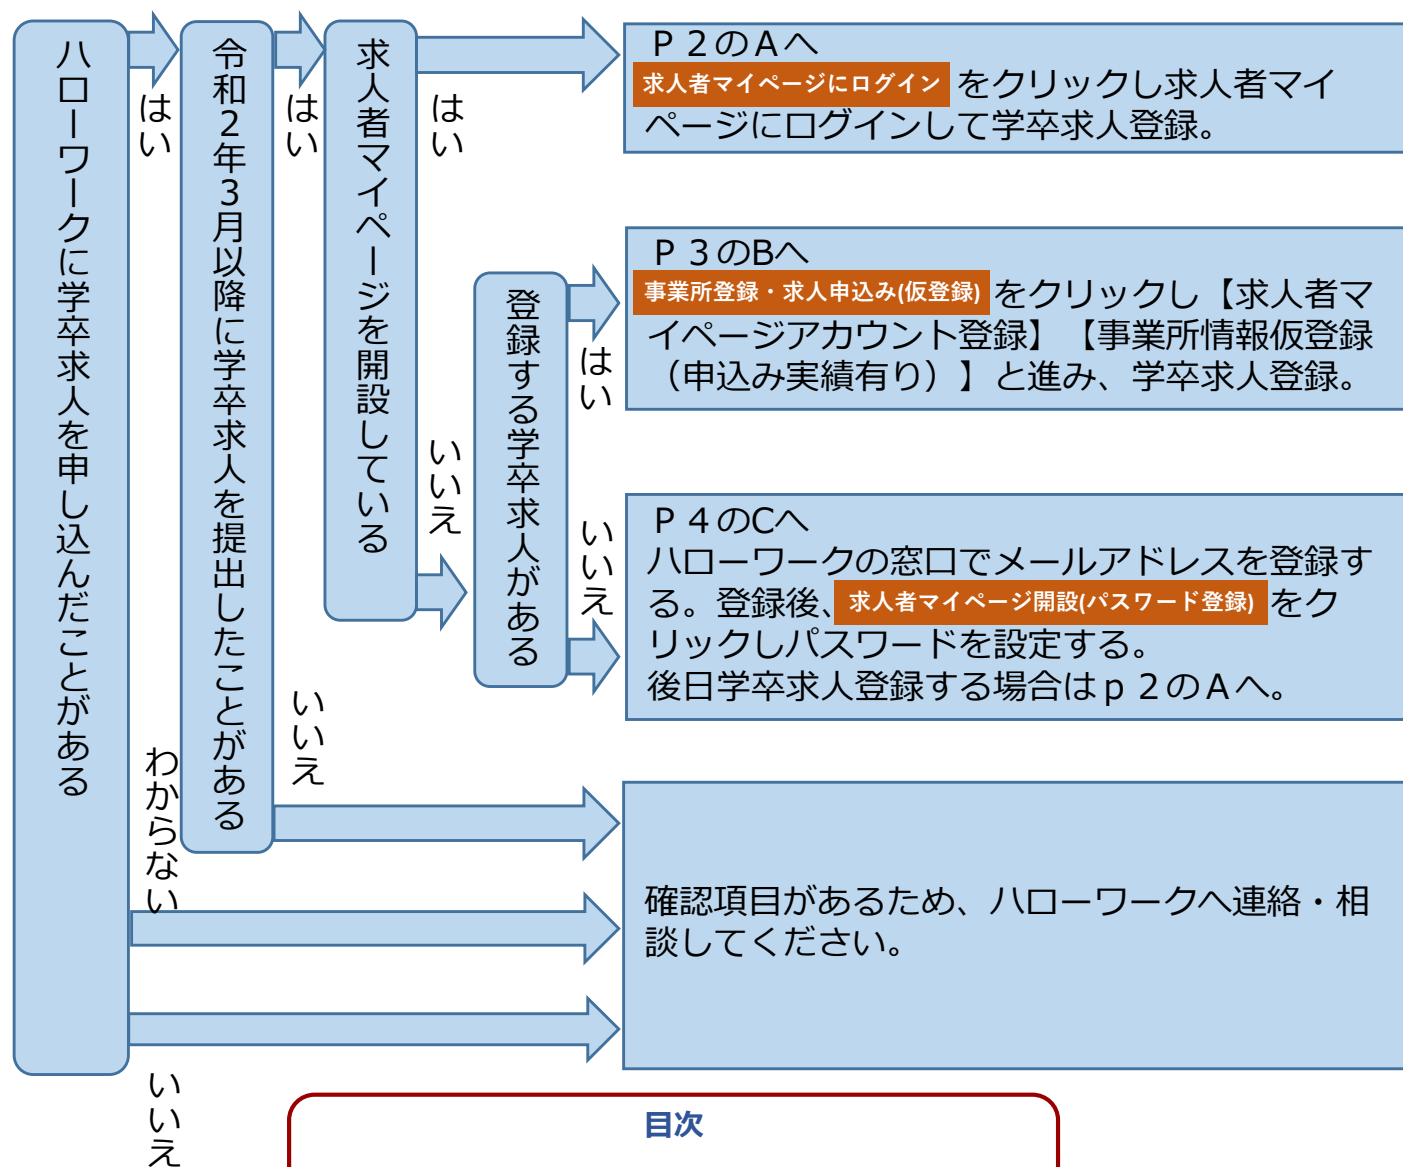 ハローワークに学卒求人を申し込んだことがある
はい
令和２年３月以降に学卒求人を提出したことがある
はい
求人者マイページを開設している
はい
P２のAへ
求人者マイページにログイン をクリックし求人者マイ
ページにログインして学卒求人登録。
いいえ
登録する学卒求人がある
はい
P３のBへ
事業所登録・求人申込み(仮登録) をクリックし【求人者マ
イページアカウント登録】【事業所情報仮登録
（申込み実績有り）】と進み、学卒求人登録。
いいえ
P４のCへ
ハローワークの窓口でメールアドレスを登録す
る。登録後、 求人者マイページ開設(パスワード登録) をク
リックしパスワードを設定する。
後日学卒求人登録する場合はp２のAへ。
いいえ
わからない
いいえ
確認項目があるため、ハローワークへ連絡・相
談してください。
目次